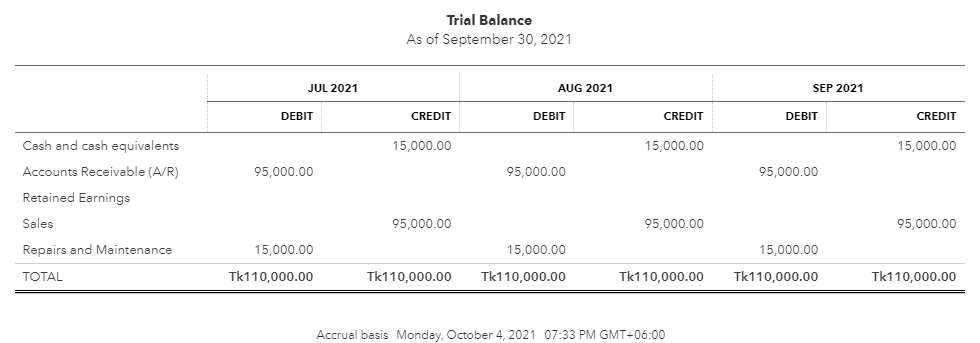 Trial Balance
As of September 30, 2021
JUL 2021 AUG 2021 SEP 2021
DEBIT CREDIT DEBIT CREDIT DEBIT CREDIT
Cash and cash equivalents 15,000.00 15,000.00 15,000.00
Accounts Receivable (A/R) 95,000.00 95,000.00 95,000.00
Retained Earnings
Sales 95,000.00 95,000.00 95,000.00
Repairs and Maintenance 15,000.00 15,000.00 15,000.00
TOTAL Tk110,000.00 Tk110,000.00 Tk110,000.00 Tk110,000.00 Tk110,000.00 Tk110,000.00
Accrual basis Monday, October 4, 2021 07:33 PM GMT+06:00